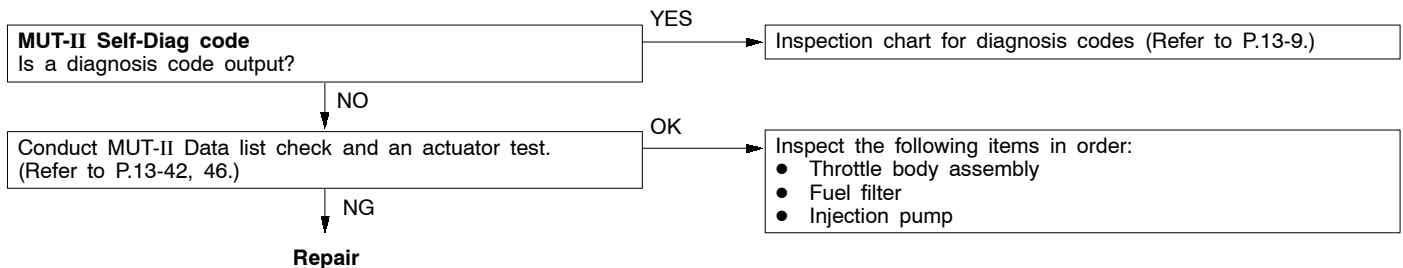 YES
MUT-II Self-Diag code
Is a diagnosis code output?
Inspection chart for diagnosis codes (Refer to P.13-9.)
NO
OK
Conduct MUT-II Data list check and an actuator test.
(Refer to P.13-42, 46.)
Inspect the following items in order:
● Throttle body assembly
● Fuel filter
● Injection pump
NG
Repair